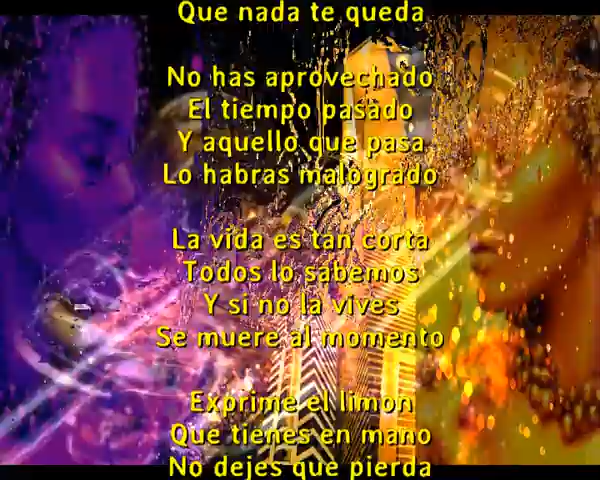 Que nada te queda
No has aprovechado
El tiempo pasado
Y aquello que pasa
Lo habras malogrado
La vida es tan corta
Todos lo sabemos
Y si no la vives
Se muere al momento
Exprime el limon
Que tienes en mano
No dejes que pierda